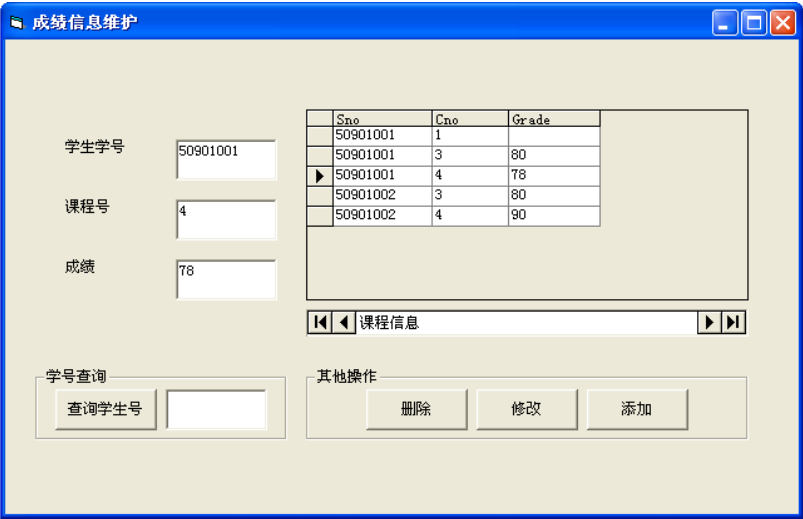 成绩信息维护
学生学号
50901001
课程号
4
成绩
78
Sno Cno Grade
50901001 1
50901001 3 80
50901001 4 78
50901002 3 80
50901002 4 90
课程信息
学号查询
查询学生号
其他操作
删除 修改 添加